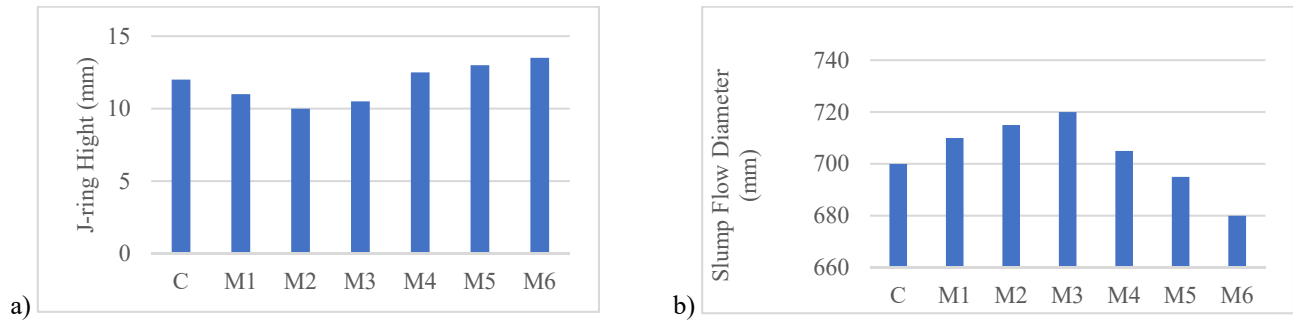 15
10
5
0
J-ring Hight (mm)
C M1 M2 M3 M4 M5 M6
a)
740
720
700
680
660
Slump Flow Diameter
(mm)
C M1 M2 M3 M4 M5 M6
b)